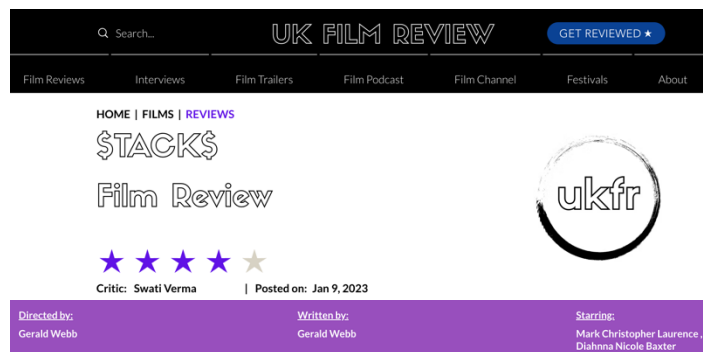 Search...
UK FILM REVIEW
GET REVIEWED ★
Film Reviews Interviews Film Trailers Film Podcast Film Channel Festivals About
HOME | FILMS | REVIEWS
$TACK$
Film Review
ukfr
Critic: Swati Verma | Posted on: Jan 9, 2023
Directed by: Written by: Starring:
Gerald Webb Gerald Webb Mark Christopher Laurence ,
Diahnna Nicole Baxter